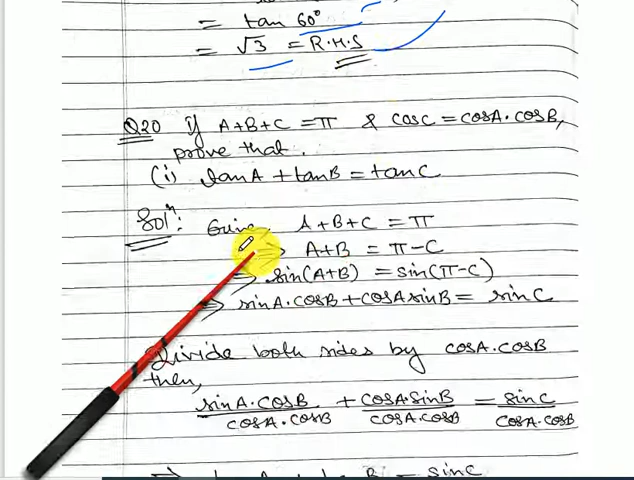 = tan 60°
= √3 = R.H.S
Q20 If A+B+C = π & cosC = cosA·cosB,
prove that.
(i) tanA + tanB = tanC
Solⁿ: Given, A+B+C = π
⇒ A+B = π-C
⇒ sin(A+B) = sin(π-C)
⇒ sinA·cosB + cosA sinB = sinC
Divide both sides by cosA·cosB
then,
sinA·cosB/cosA·cosB + cosA sinB/cosA·cosB = sinC/cosA·cosB
sinC